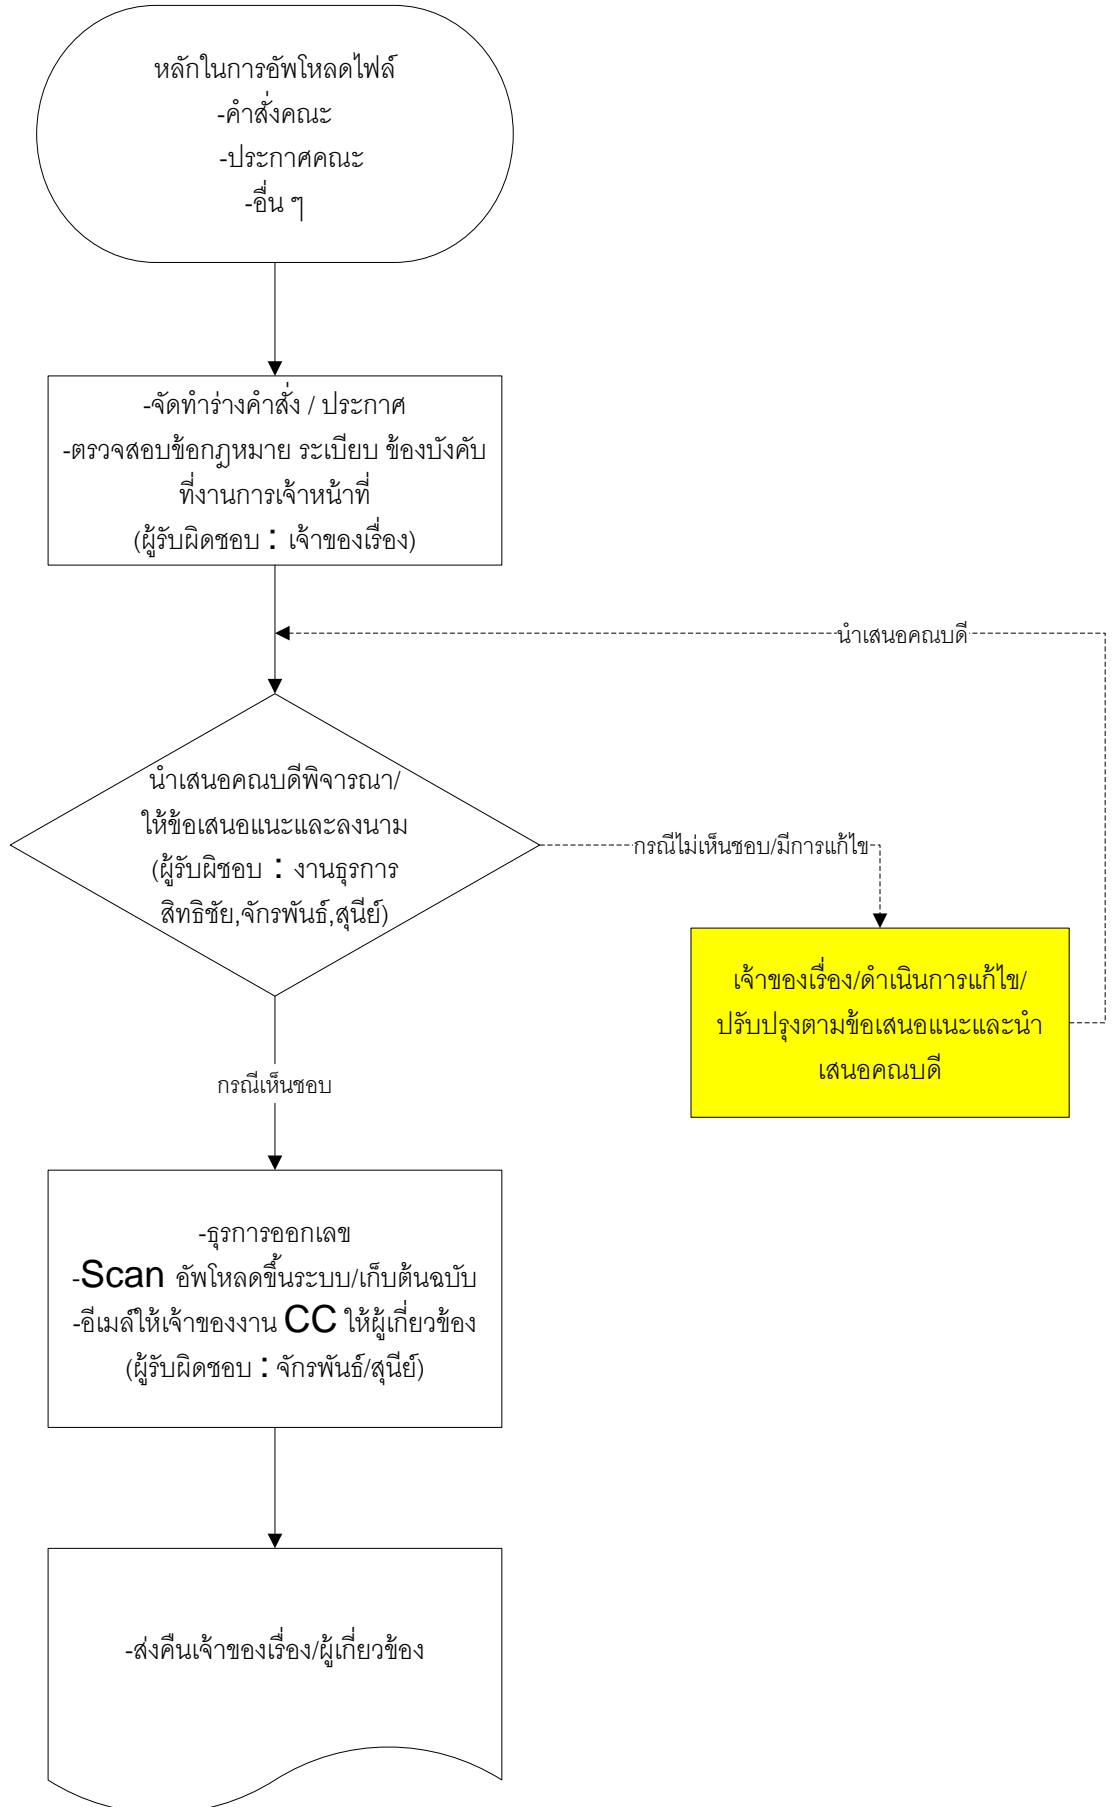 หลักในการอัพโหลดไฟล์
-คำสั่งคณะ
-ประกาศคณะ
-อื่น ๆ
-จัดทำร่างคำสั่ง / ประกาศ
-ตรวจสอบข้อกฎหมาย ระเบียบ ข้องบังคับ
ที่งานการเจ้าหน้าที่
(ผู้รับผิดชอบ : เจ้าของเรื่อง)
นำเสนอคณบดี
นำเสนอคณบดีพิจารณา/
ให้ข้อเสนอแนะและลงนาม
(ผู้รับผิชอบ : งานธุรการ
สิทธิชัย,จักรพันธ์,สุนีย์)
กรณีไม่เห็นชอบ/มีการแก้ไข
เจ้าของเรื่อง/ดำเนินการแก้ไข/
ปรับปรุงตามข้อเสนอแนะและนำ
เสนอคณบดี
กรณีเห็นชอบ
-ธุรการออกเลข
-Scan อัพโหลดขึ้นระบบ/เก็บต้นฉบับ
-อีเมล์ให้เจ้าของงาน CC ให้ผู้เกี่ยวข้อง
(ผู้รับผิดชอบ : จักรพันธ์/สุนีย์)
-ส่งคืนเจ้าของเรื่อง/ผู้เกี่ยวข้อง